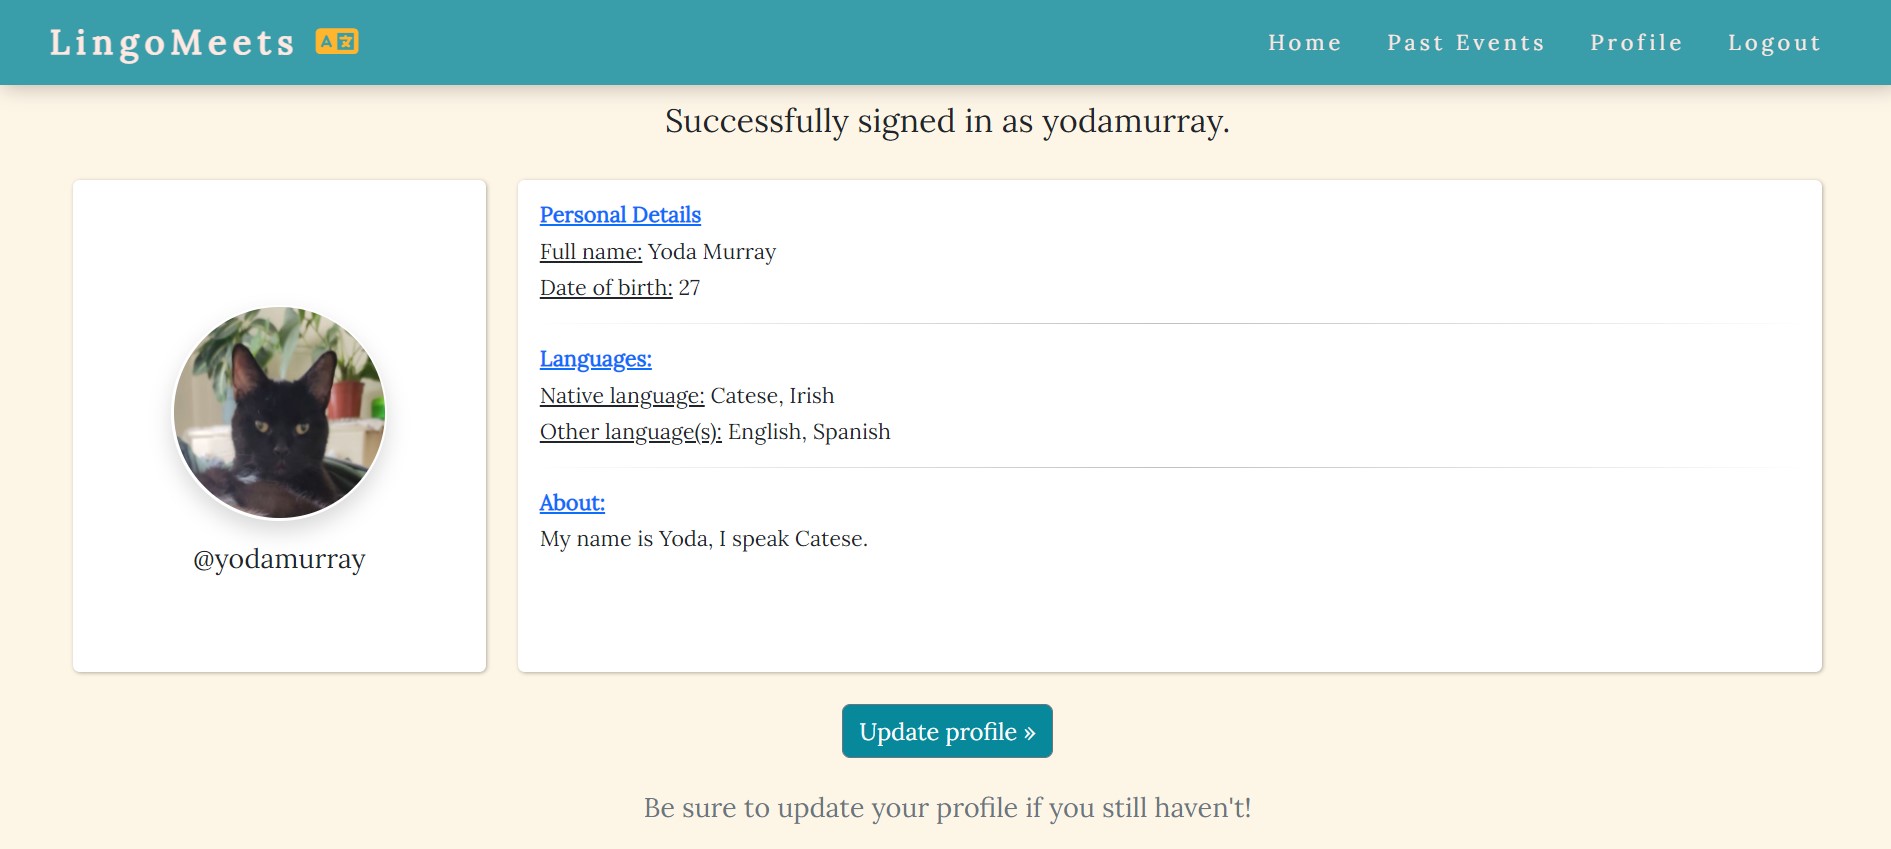 LingoMeets
Home Past Events Profile Logout
Successfully signed in as yodamurray.
@yodamurray
Personal Details
Full name: Yoda Murray
Date of birth: 27
Languages:
Native language: Catese, Irish
Other language(s): English, Spanish
About:
My name is Yoda, I speak Catese.
Update profile »
Be sure to update your profile if you still haven't!